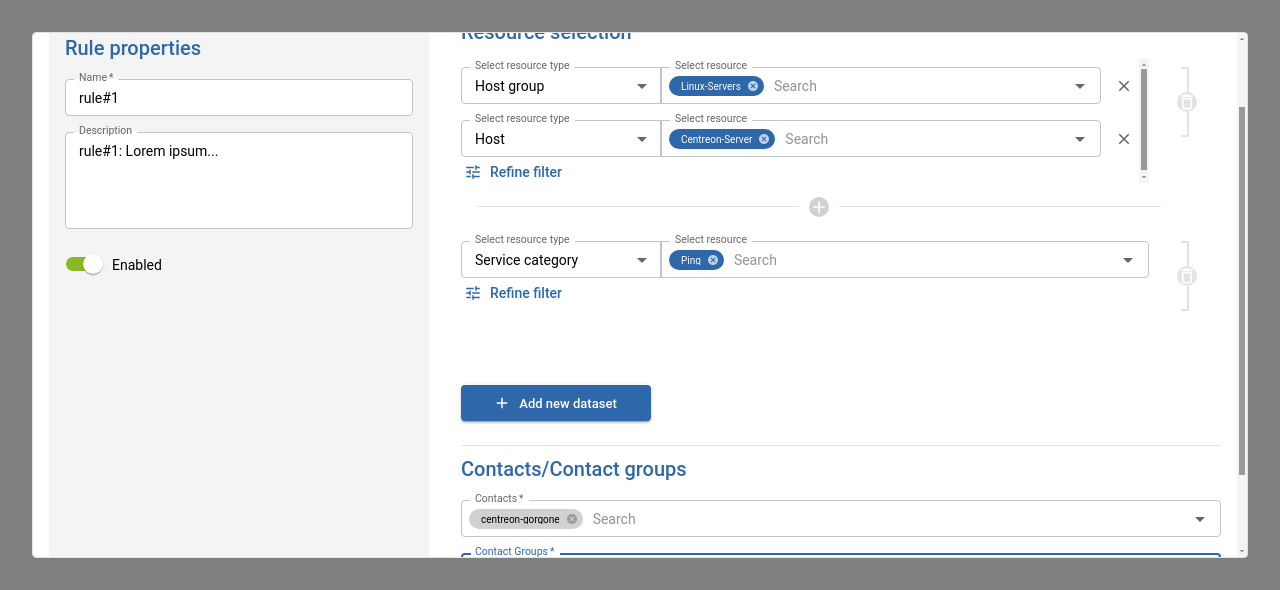 Rule properties
Name *
rule#1
Description
rule#1: Lorem ipsum...
Enabled
Resource selection
Select resource type
Select resource
Host group
Linux-Servers
Search
Select resource type
Select resource
Host
Centreon-Server
Search
Refine filter
Select resource type
Select resource
Service category
Ping
Search
Refine filter
Add new dataset
Contacts/Contact groups
Contacts *
centreon-gorgone
Search
Contact Groups *